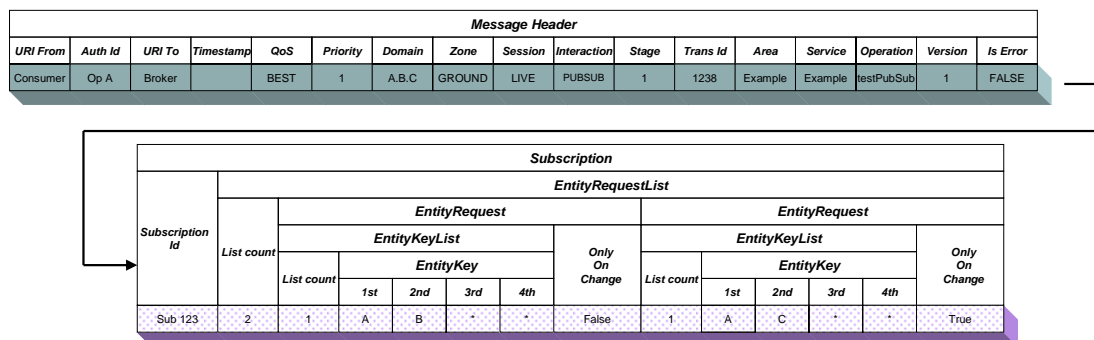 Message Header
URI From Auth Id URI To Timestamp QoS Priority Domain Zone Session Interaction Stage Trans Id Area Service Operation Version Is Error
Consumer Op A Broker BEST 1 A.B.C GROUND LIVE PUBSUB 1 1238 Example Example testPubSub 1 FALSE
Subscription
EntityRequestList
EntityRequest EntityRequest
Subscription Id List count EntityKeyList Only On Change EntityKeyList Only On Change
List count EntityKey List count EntityKey
1st 2nd 3rd 4th 1st 2nd 3rd 4th
Sub 123 2 1 A B * * False 1 A C * * True